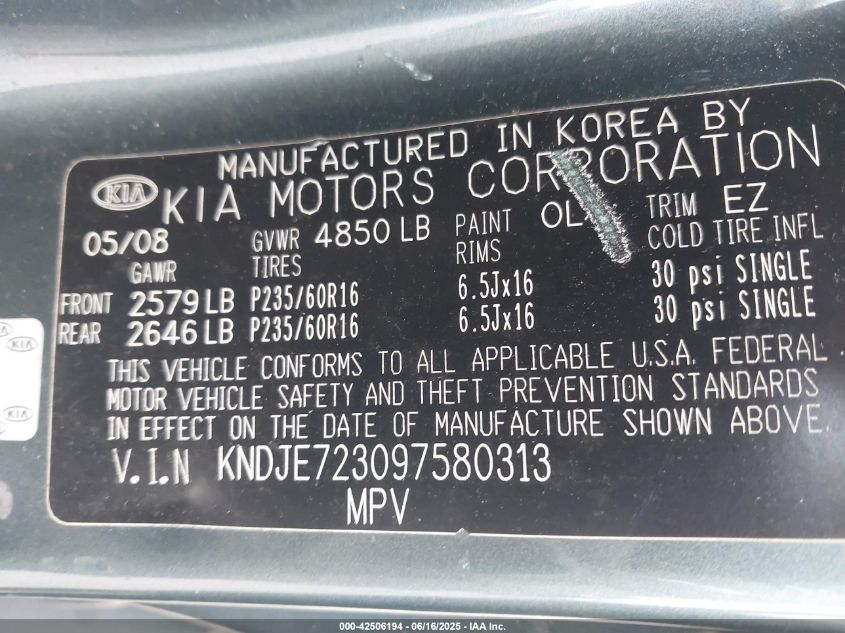 MANUFACTURED IN KOREA BY
KIA KIA MOTORS CORPORATION
05/08 GVWR 4850 LB PAINT TRIM EZ
GAWR TIRES RIMS COLD TIRE INFL
FRONT 2579 LB P235/60R16 6.5Jx16 30 psi SINGLE
REAR 2646 LB P235/60R16 6.5Jx16 30 psi SINGLE
THIS VEHICLE CONFORMS TO ALL APPLICABLE U.S.A. FEDERAL
MOTOR VEHICLE SAFETY AND THEFT PREVENTION STANDARDS
IN EFFECT ON THE DATE OF MANUFACTURE SHOWN ABOVE.
V.I.N KNDJE723097580313
MPV
KIA
KIA
000-42506194 - 06/16/2025 - IAA Inc.